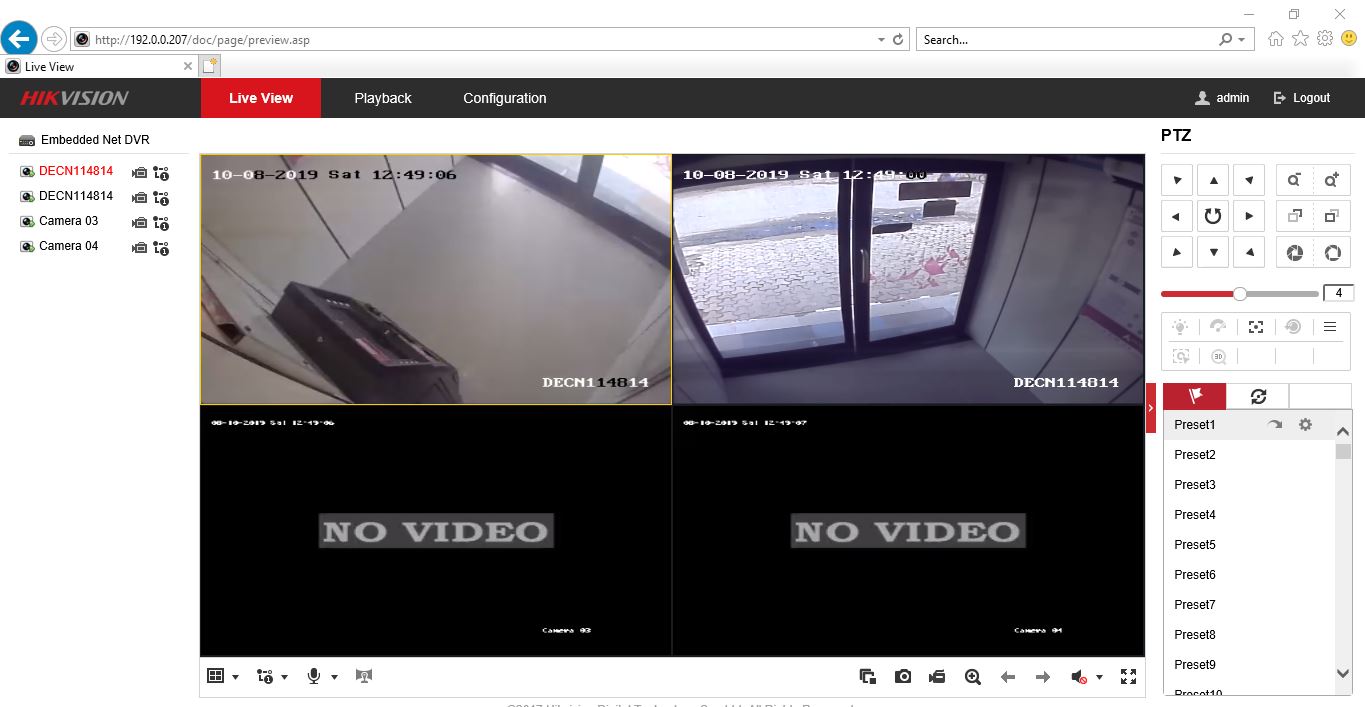 http://192.0.0.207/doc/page/preview.asp
Search...
Live View
HIKVISION
Live View
Playback
Configuration
admin
Logout
Embedded Net DVR
DECN114814
DECN114814
Camera 03
Camera 04
10-08-2019 Sat 12:49:06
DECN114814
10-08-2019 Sat 12:49:00
DECN114814
08-10-2019 Sat 12:49:06
NO VIDEO
Camera 03
08-10-2019 Sat 12:49:07
NO VIDEO
Camera 04
PTZ
4
3D
Preset1
Preset2
Preset3
Preset4
Preset5
Preset6
Preset7
Preset8
Preset9
Preset10